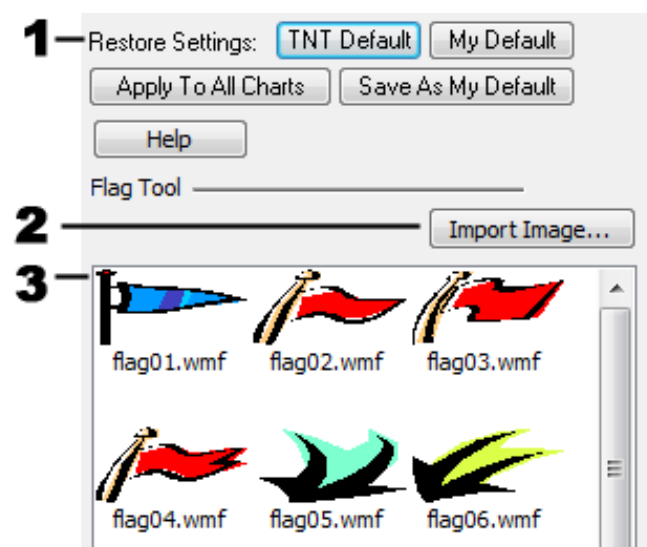 1 Restore Settings: TNT Default My Default
Apply To All Charts Save As My Default
Help
Flag Tool
2 Import Image...
3
flag01.wmf flag02.wmf flag03.wmf
flag04.wmf flag05.wmf flag06.wmf